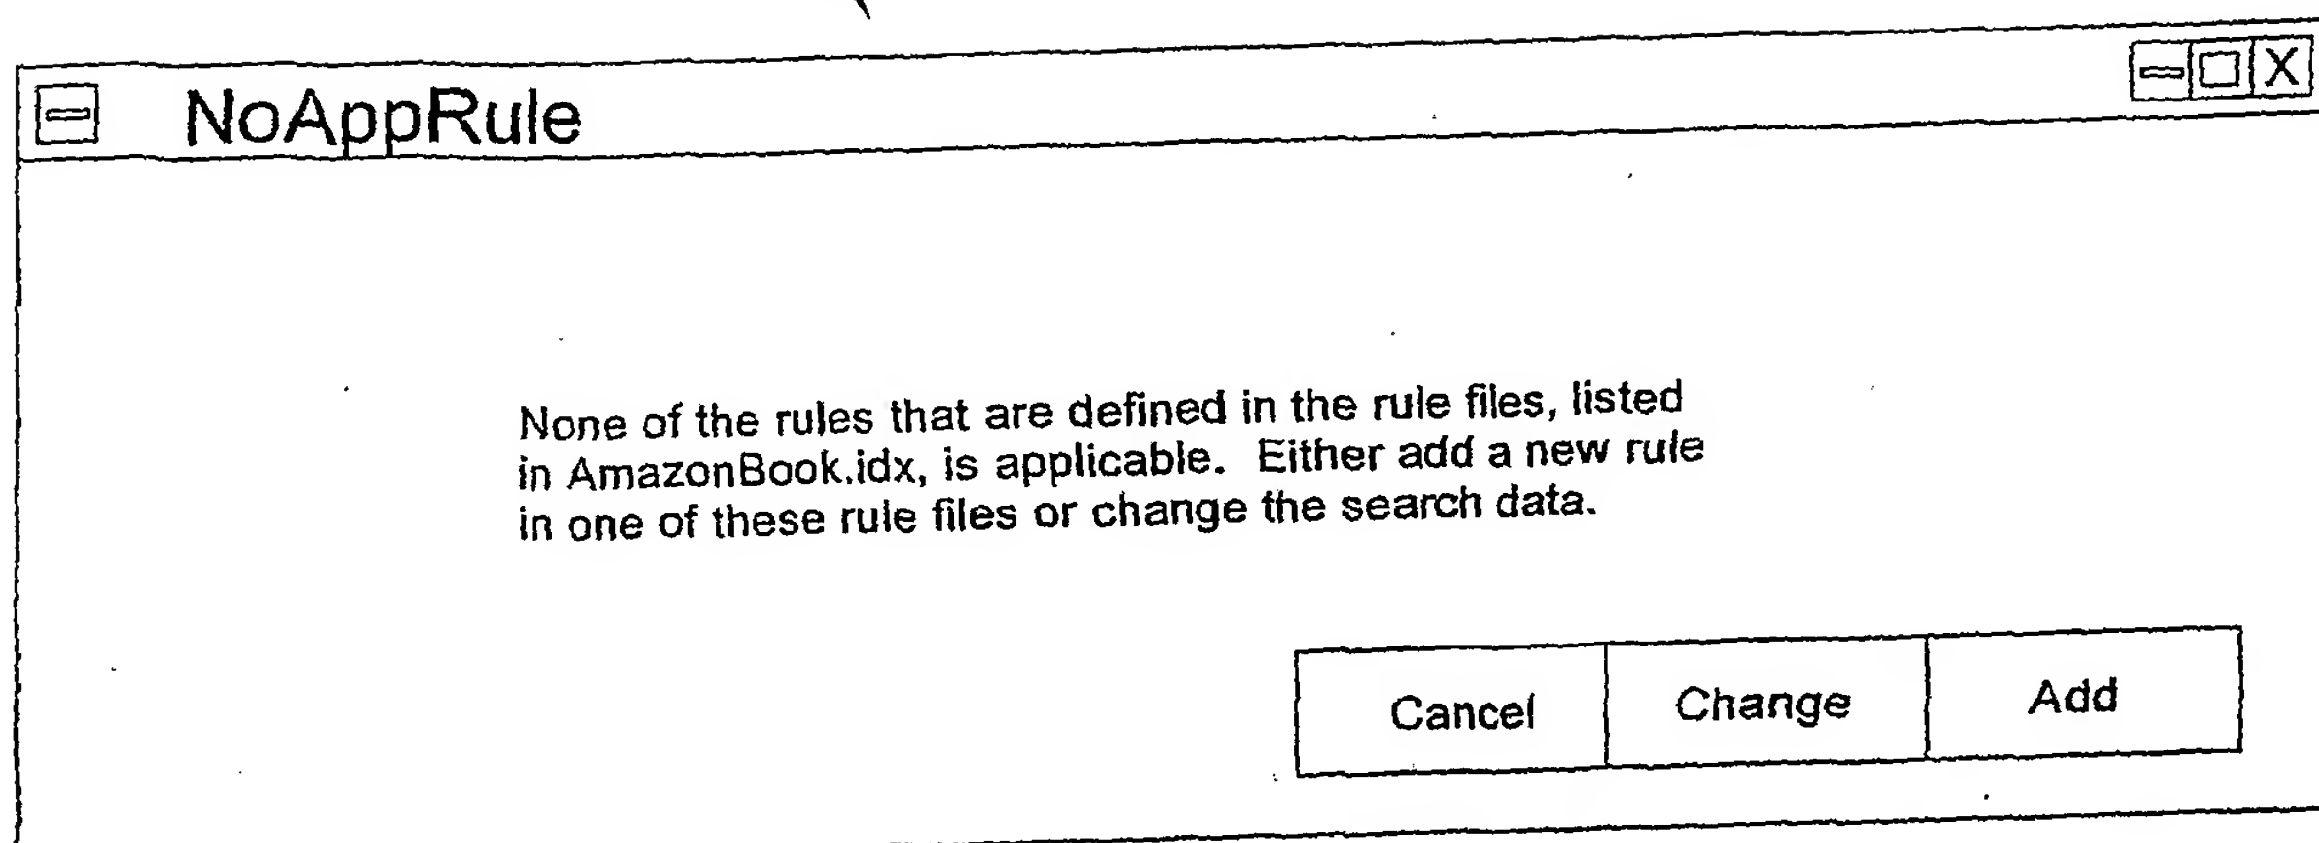 NoAppRule
None of the rules that are defined in the rule files, listed
in AmazonBook.idx, is applicable.  Either add a new rule
in one of these rule files or change the search data.
Cancel Change Add